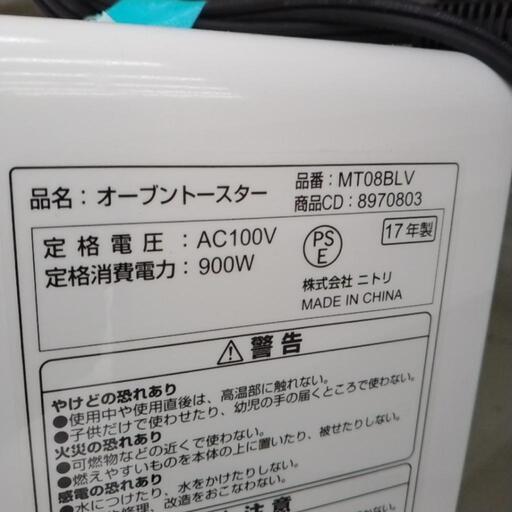 品名：オーブントースター
品番：MT08BLV
商品CD：8970803
定格電圧：AC100V
定格消費電力：900W
PS
E
17年製
株式会社 ニトリ
MADE IN CHINA
⚠警告
やけどの恐れあり
●使用中や使用直後は、高温部に触れない。
●子供だけで使わせたり、幼児の手の届くところで使わない。
火災の恐れあり
●可燃物などの近くで使わない。
●燃えやすいものを本体の上に置いたり、被せたりしない。
感電の恐れあり
●水につけたり、水をかけたりしない。
や修理、改造をおこなわない。
注意